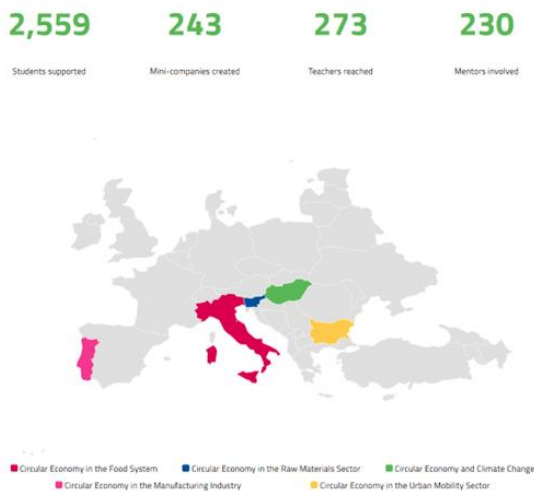 2,559 243 273 230
Students supported Mini-companies created Teachers reached Mentors involved
Circular Economy in the Food System Circular Economy in the Raw Materials Sector Circular Economy and Climate Change
Circular Economy in the Manufacturing Industry Circular Economy in the Urban Mobility Sector